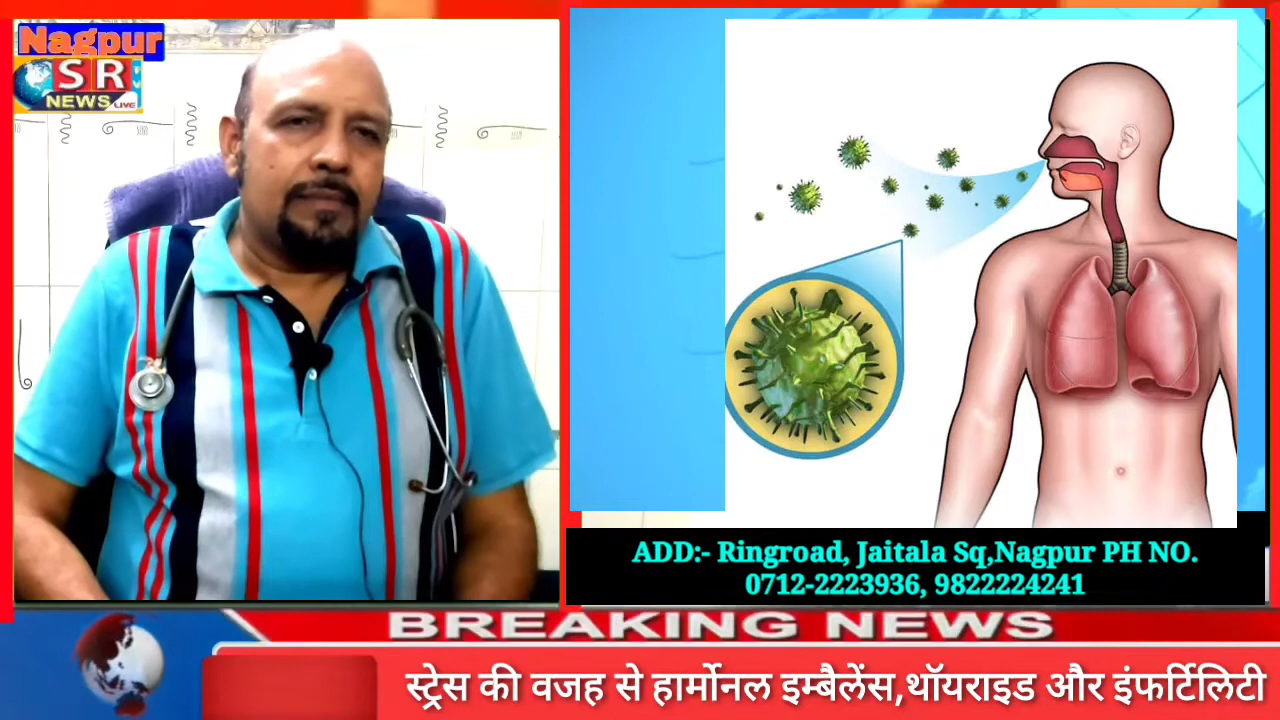 Nagpur
SR
NEWS LIVE
ADD:- Ringroad, Jaitala Sq,Nagpur PH NO.
0712-2223936, 9822224241
BREAKING NEWS
स्ट्रेस की वजह से हार्मोनल इम्बैलेंस,थॉयराइड और इंफर्टिलिटी